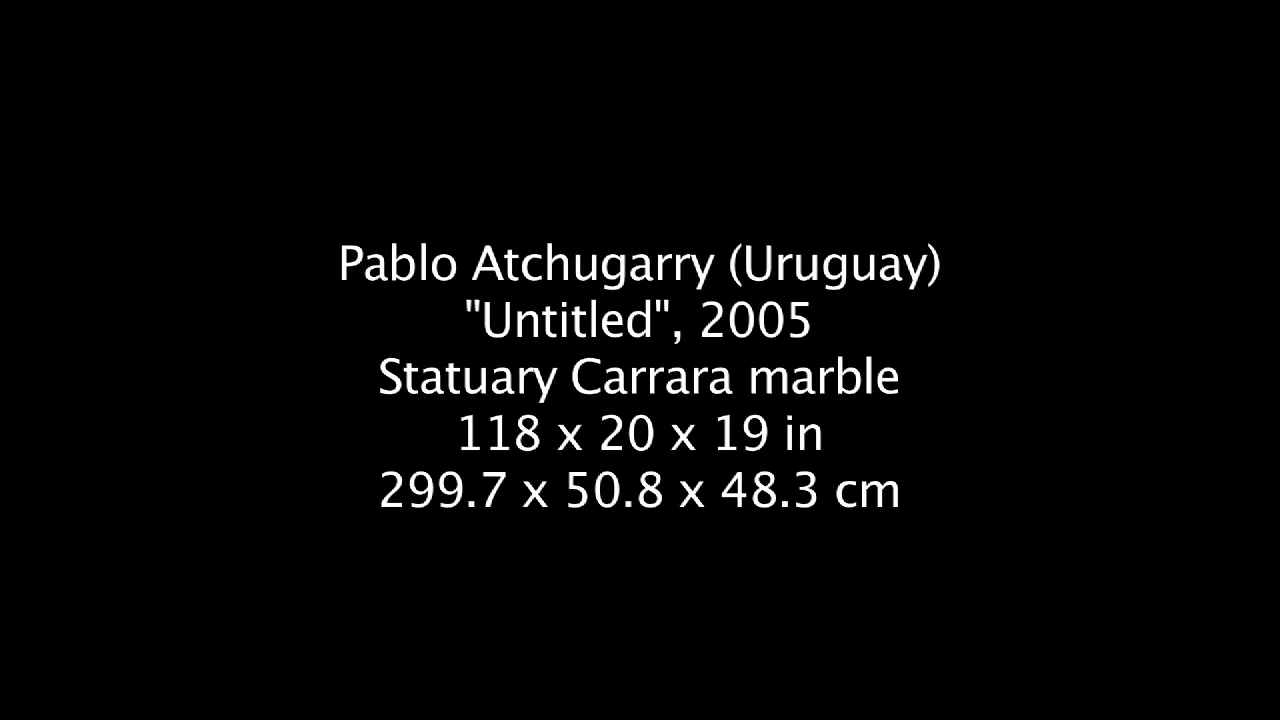 Pablo Atchugarry (Uruguay)
"Untitled", 2005
Statuary Carrara marble
118 x 20 x 19 in
299.7 x 50.8 x 48.3 cm